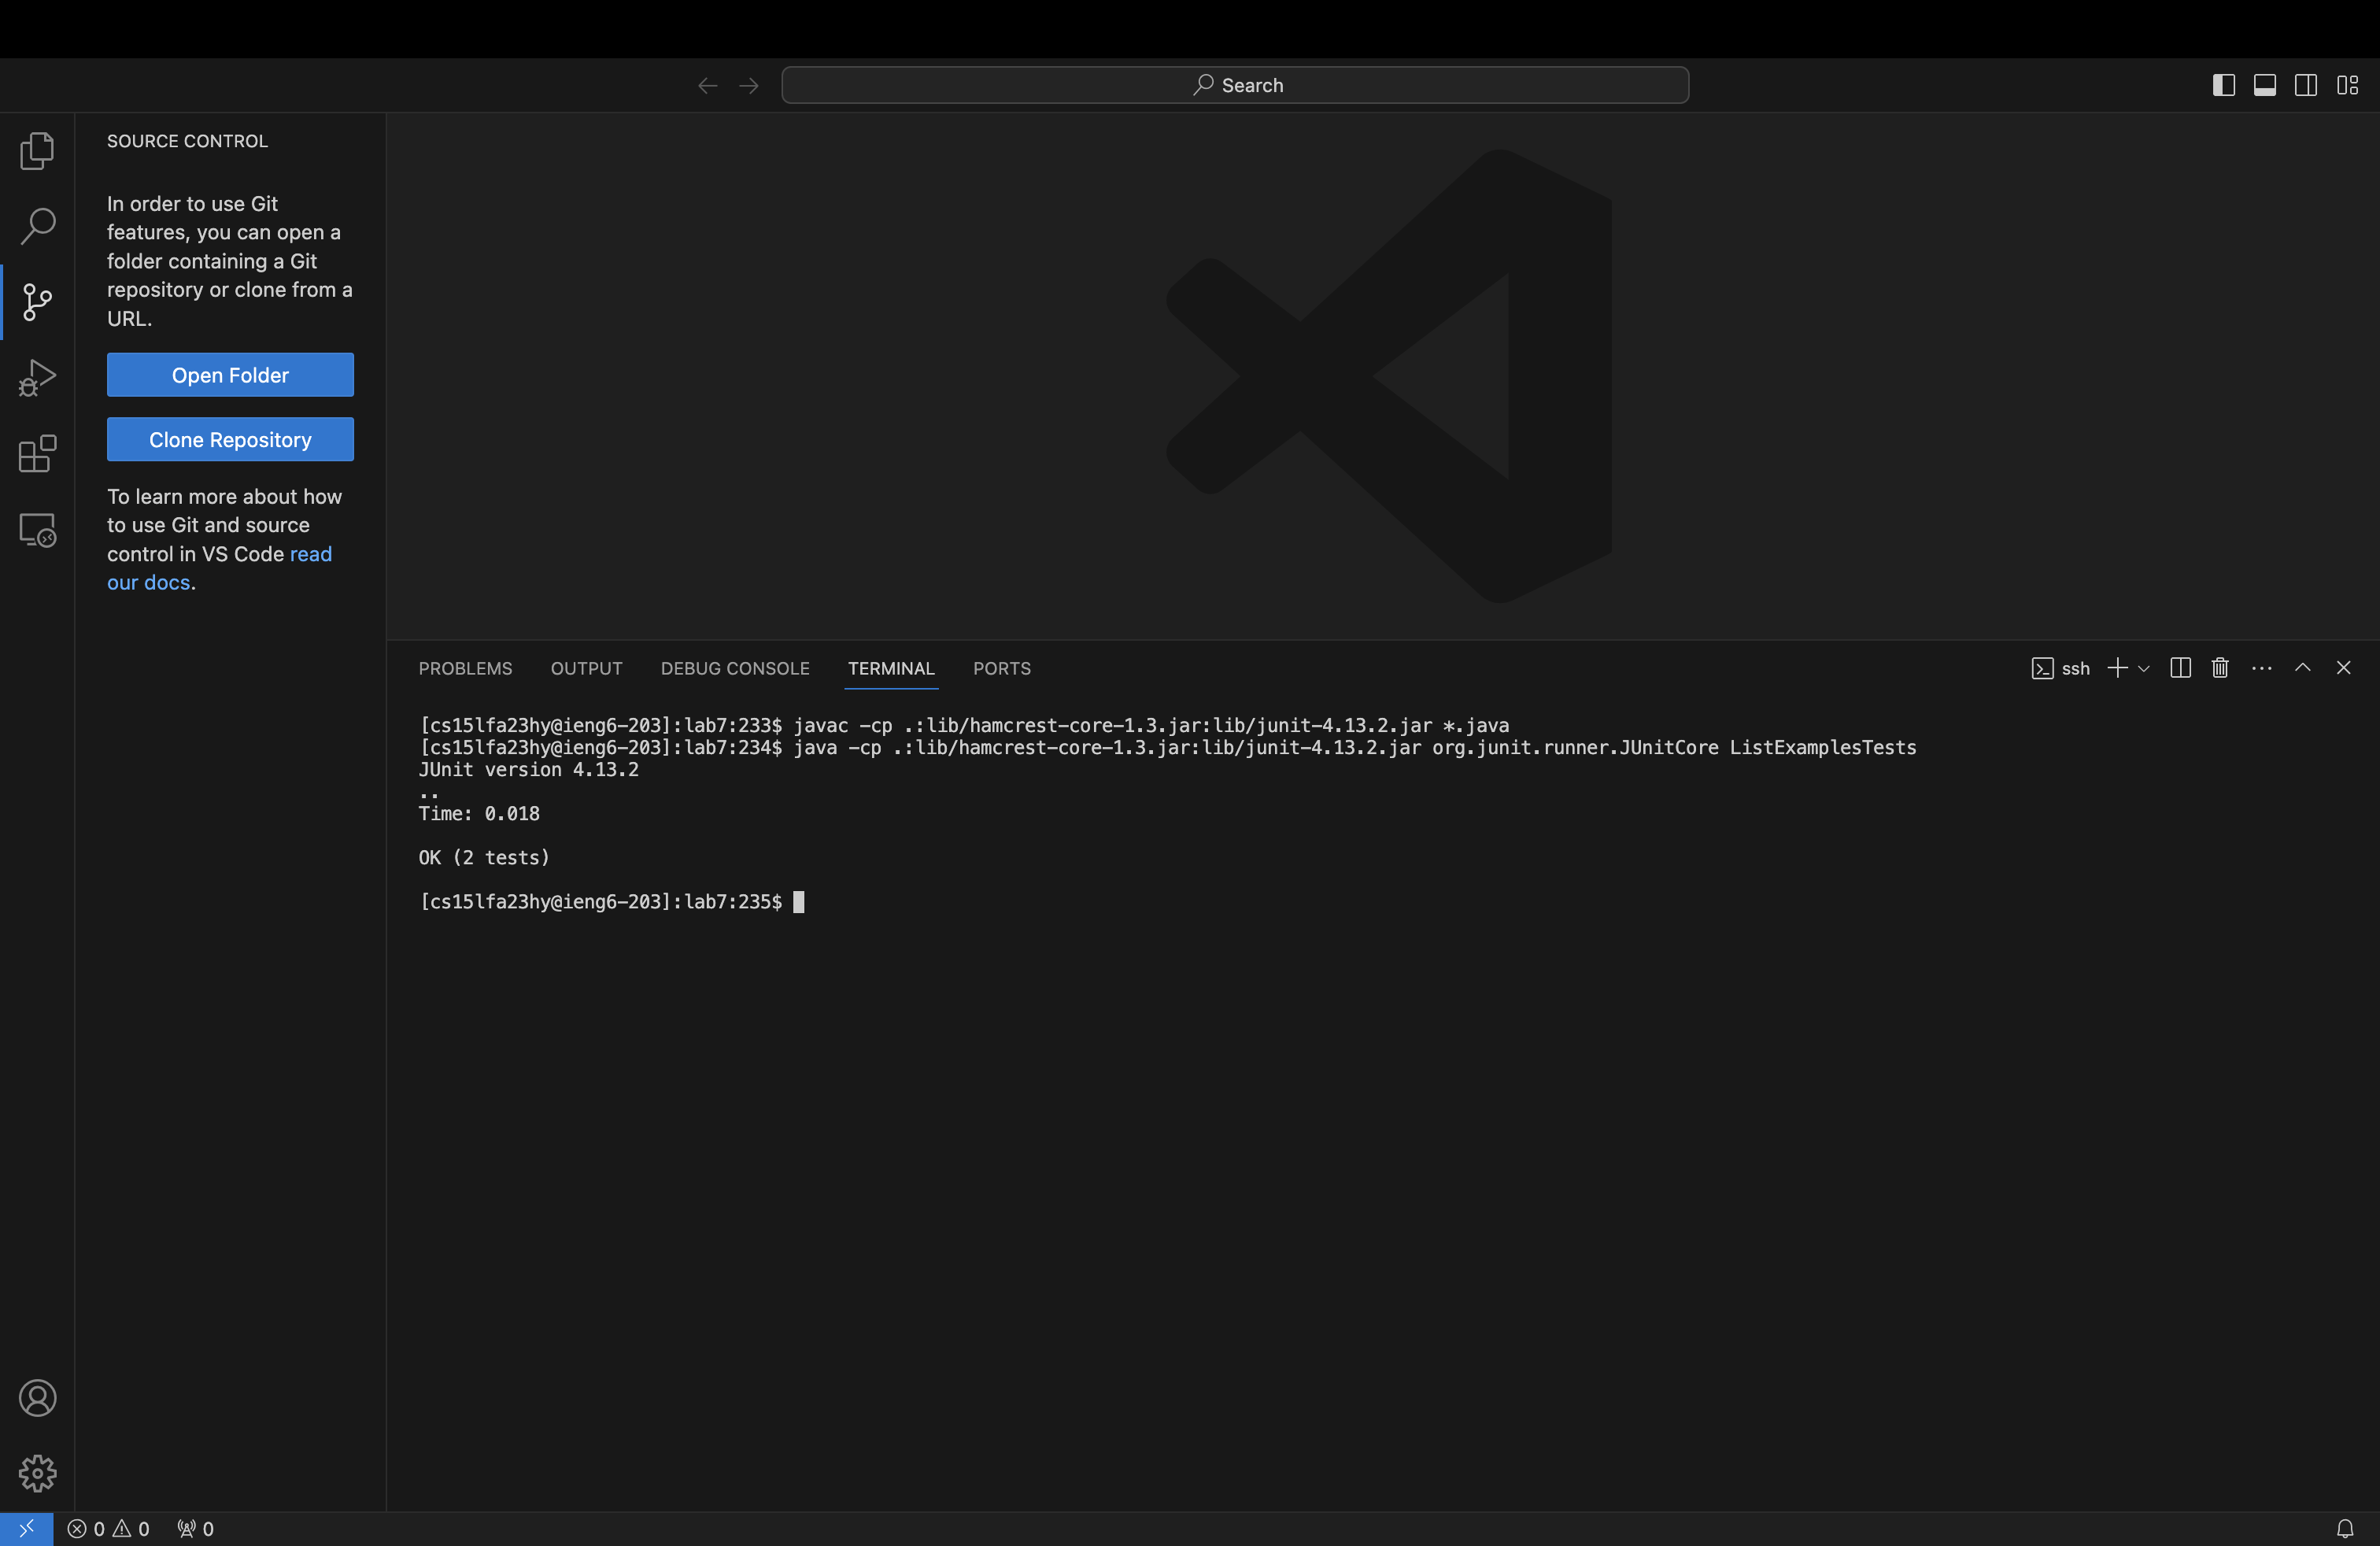 Search
SOURCE CONTROL
In order to use Git
features, you can open a
folder containing a Git
repository or clone from a
URL.
Open Folder
Clone Repository
To learn more about how
to use Git and source
control in VS Code read
our docs.
PROBLEMS OUTPUT DEBUG CONSOLE TERMINAL PORTS ssh
[cs15lfa23hy@ieng6-203]:lab7:233$ javac -cp .:lib/hamcrest-core-1.3.jar:lib/junit-4.13.2.jar *.java
[cs15lfa23hy@ieng6-203]:lab7:234$ java -cp .:lib/hamcrest-core-1.3.jar:lib/junit-4.13.2.jar org.junit.runner.JUnitCore ListExamplesTests
JUnit version 4.13.2
..
Time: 0.018
OK (2 tests)
[cs15lfa23hy@ieng6-203]:lab7:235$
0 0 0